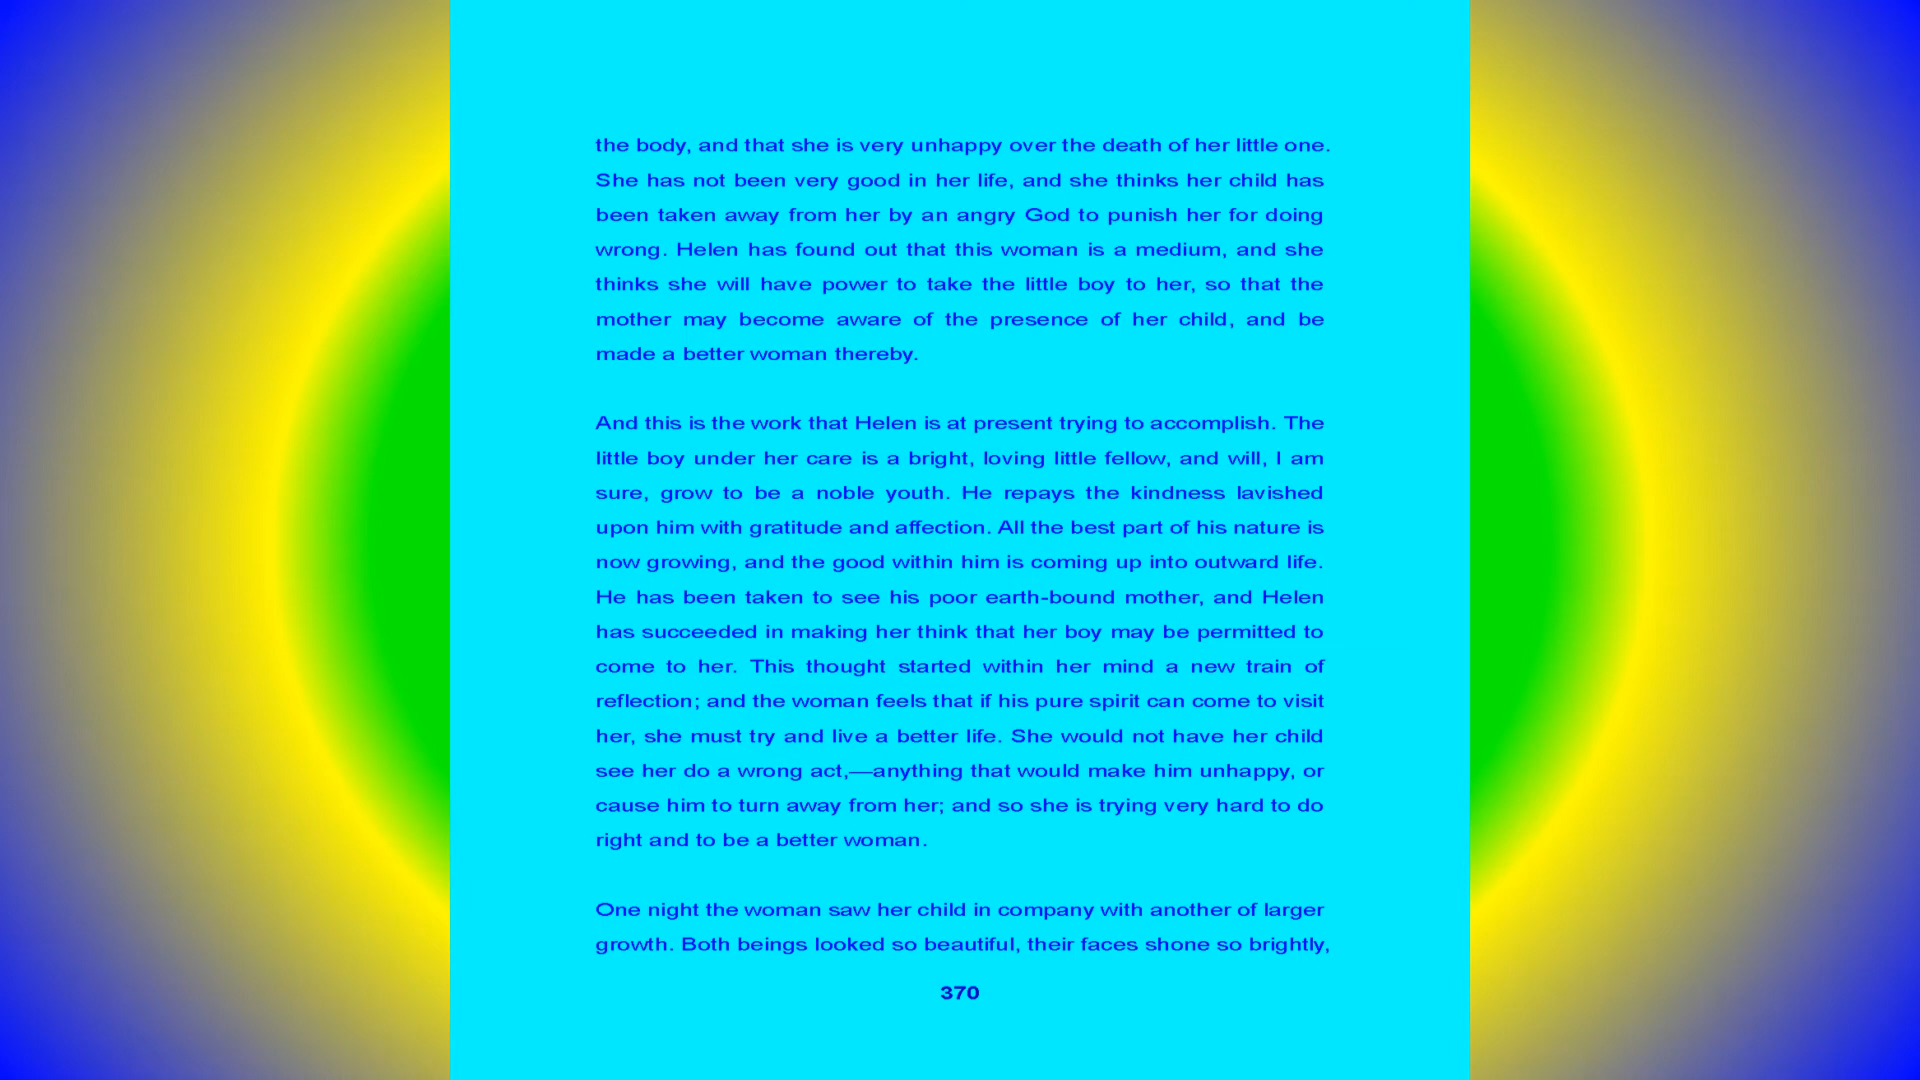 the body, and that she is very unhappy over the death of her little one.
She has not been very good in her life, and she thinks her child has
been taken away from her by an angry God to punish her for doing
wrong. Helen has found out that this woman is a medium, and she
thinks she will have power to take the little boy to her, so that the
mother may become aware of the presence of her child, and be
made a better woman thereby.
And this is the work that Helen is at present trying to accomplish. The
little boy under her care is a bright, loving little fellow, and will, I am
sure, grow to be a noble youth. He repays the kindness lavished
upon him with gratitude and affection. All the best part of his nature is
now growing, and the good within him is coming up into outward life.
He has been taken to see his poor earth-bound mother, and Helen
has succeeded in making her think that her boy may be permitted to
come to her. This thought started within her mind a new train of
reflection; and the woman feels that if his pure spirit can come to visit
her, she must try and live a better life. She would not have her child
see her do a wrong act,—anything that would make him unhappy, or
cause him to turn away from her; and so she is trying very hard to do
right and to be a better woman.
One night the woman saw her child in company with another of larger
growth. Both beings looked so beautiful, their faces shone so brightly,
370